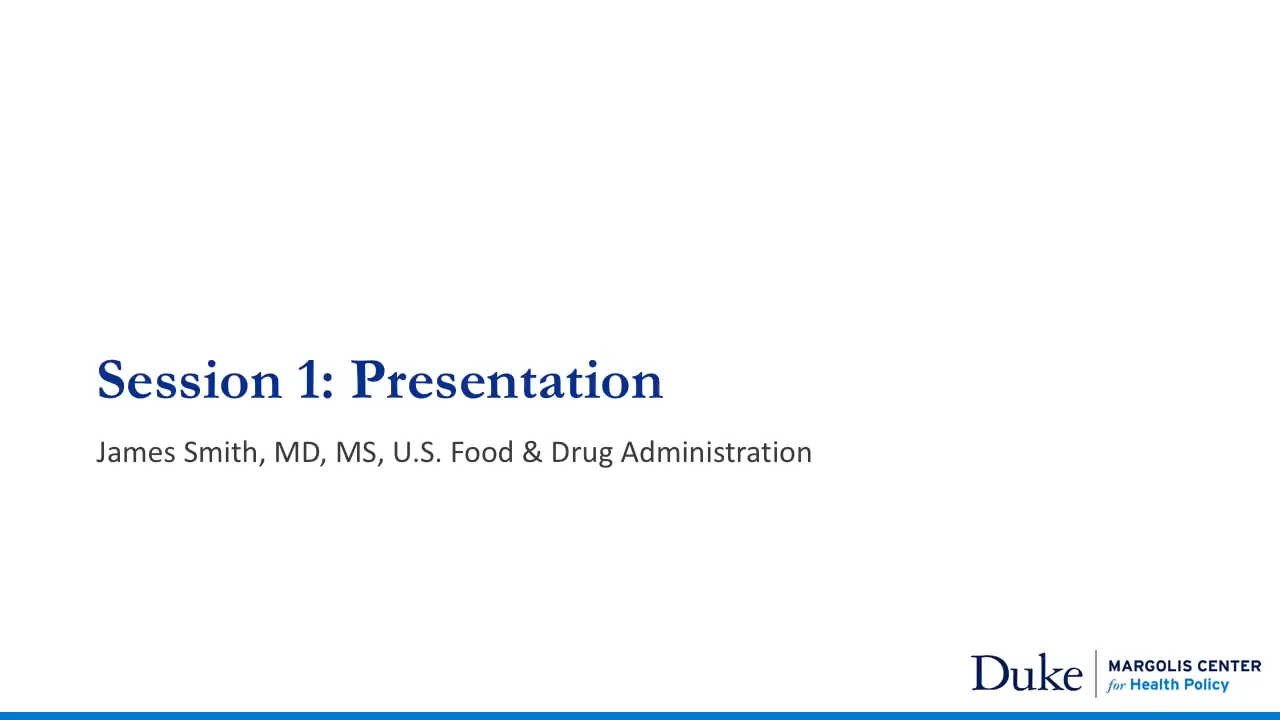 Session 1: Presentation
James Smith, MD, MS, U.S. Food & Drug Administration
Duke
MARGOLIS CENTER
for Health Policy